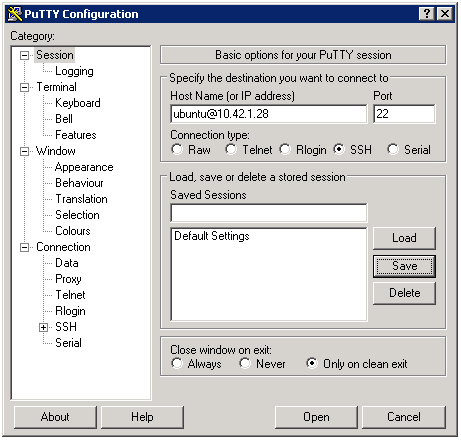 PuTTY Configuration
Category:
Session
Logging
Terminal
Keyboard
Bell
Features
Window
Appearance
Behaviour
Translation
Selection
Colours
Connection
Data
Proxy
Telnet
Rlogin
SSH
Serial
Basic options for your PuTTY session
Specify the destination you want to connect to
Host Name (or IP address) Port
ubuntu@10.42.1.28 22
Connection type:
Raw Telnet Rlogin SSH Serial
Load, save or delete a stored session
Saved Sessions
Default Settings
Load
Save
Delete
Close window on exit:
Always Never Only on clean exit
About Help Open Cancel